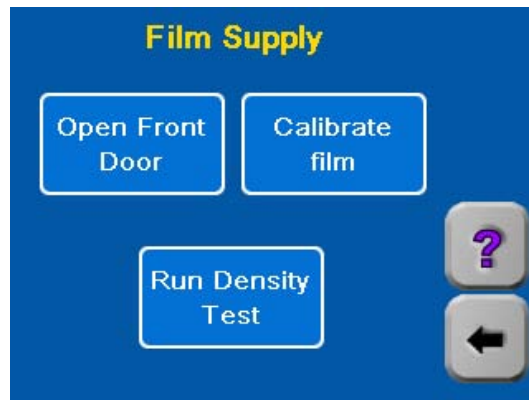 Film Supply
Open Front
Door
Calibrate
film
?
Run Density
Test